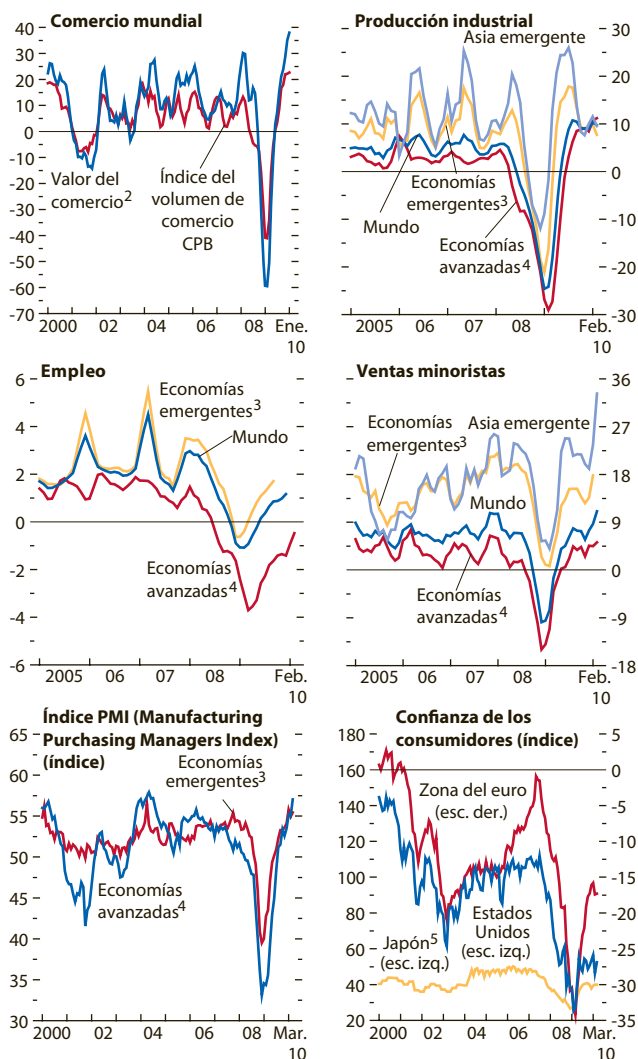 Comercio mundial
40
30
20
10
0
-10
-20
-30
-40
-50
-60
-70
Valor del
comercio²
Índice del
volumen de
comercio
CPB
2000 02 04 06 08 Ene.
10
Producción industrial
Asia emergente
30
20
10
0
-10
-20
-30
Economías
emergentes³
Mundo
Economías
avanzadas⁴
2005 06 07 08 09 Feb.
10
Empleo
6
4
2
0
-2
-4
-6
Economías
emergentes³
Mundo
Economías
avanzadas⁴
2005 06 07 08 09 Feb.
10
Ventas minoristas
36
27
18
9
0
-9
-18
Economías
emergentes³
Asia emergente
Mundo
Economías
avanzadas⁴
2005 06 07 08 09 Feb.
10
Índice PMI (Manufacturing
Purchasing Managers Index)
(índice)
65
60
55
50
45
40
35
30
Economías
emergentes³
Economías
avanzadas⁴
2000 02 04 06 08 Mar.
10
Confianza de los
consumidores (índice)
180
160
140
120
100
80
60
40
20
5
0
-5
-10
-15
-20
-25
-30
-35
Zona del euro
(esc. der.)
Japón⁵
(esc. izq.)
Estados
Unidos
(esc. izq.)
2000 02 04 06 08 Mar.
10